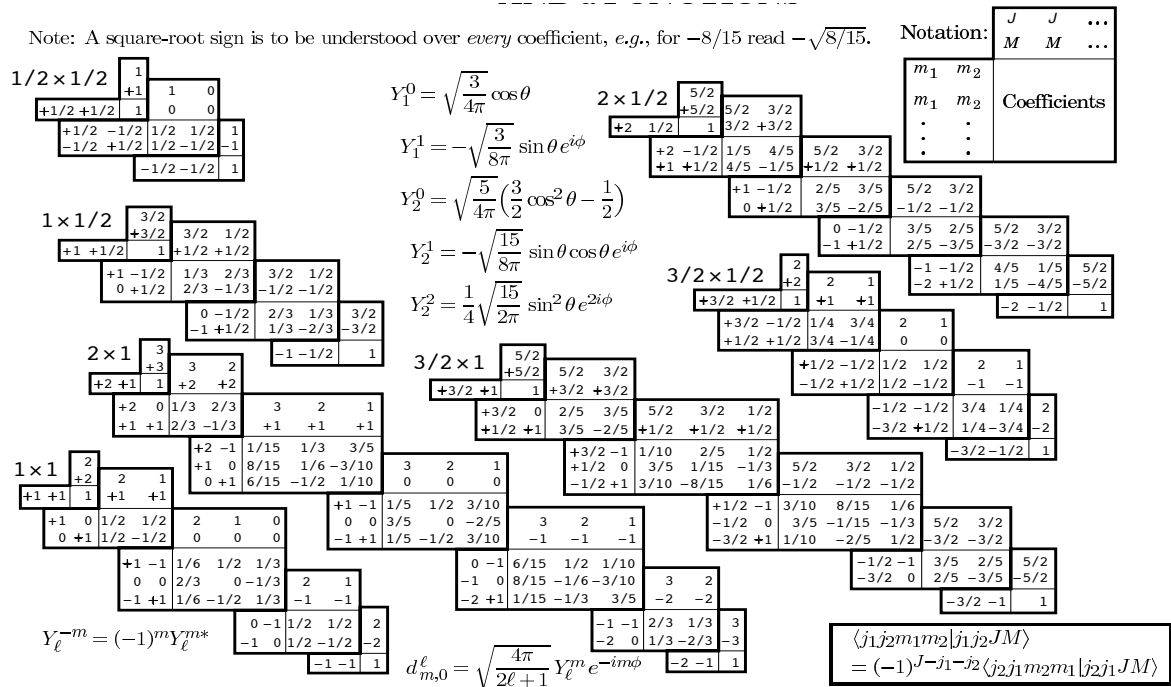 Note: A square-root sign is to be understood over every coefficient, e.g., for −8/15 read −√8/15.
Notation:
J J ...
M M ...
m1 m2
m1 m2
. .
. .
Coefficients
1/2×1/2
1
+1 1 0
+1/2 +1/2 1 0 0
+1/2 −1/2 1/2 1/2 1
−1/2 +1/2 1/2 −1/2 −1
−1/2 −1/2 1
Y_1^0 = √(3/4π) cos θ
Y_1^1 = −√(3/8π) sin θ e^{iϕ}
Y_2^0 = √(5/4π) (3/2 cos² θ − 1/2)
Y_2^1 = −√(15/8π) sin θ cos θ e^{iϕ}
Y_2^2 = 1/4 √(15/2π) sin² θ e^{2iϕ}
2×1/2
5/2
+5/2 5/2 3/2
+2 1/2 1 3/2 +3/2
+2 −1/2 1/5 4/5 5/2 3/2
+1 +1/2 4/5 −1/5 +1/2 +1/2
+1 −1/2 2/5 3/5 5/2 3/2
0 +1/2 3/5 −2/5 −1/2 −1/2
0 −1/2 3/5 2/5 5/2 3/2
−1 +1/2 2/5 −3/5 −3/2 −3/2
−1 −1/2 4/5 1/5 5/2
−2 +1/2 1/5 −4/5 −5/2
−2 −1/2 1
1×1/2
3/2
+3/2 3/2 1/2
+1 +1/2 1 +1/2 +1/2
+1 −1/2 1/3 2/3 3/2 1/2
0 +1/2 2/3 −1/3 −1/2 −1/2
0 −1/2 2/3 1/3 3/2
−1 +1/2 1/3 −2/3 −3/2
−1 −1/2 1
3/2×1/2
2
+2 2 1
+3/2 +1/2 1 +1 +1
+3/2 −1/2 1/4 3/4 2 1
+1/2 +1/2 3/4 −1/4 0 0
+1/2 −1/2 1/2 1/2 2 1
−1/2 +1/2 1/2 −1/2 −1 −1
−1/2 −1/2 3/4 1/4 2
−3/2 +1/2 1/4 −3/4 −2
−3/2 −1/2 1
2×1
3
+3 3 2
+2 +1 1 +2 +2
+2 0 1/3 2/3 3 2 1
+1 +1 2/3 −1/3 +1 +1 +1
+2 −1 1/15 1/3 3/5
+1 0 8/15 1/6 −3/10 3 2 1
0 +1 6/15 −1/2 1/10 0 0 0
+1 −1 1/5 1/2 3/10
0 0 3/5 0 −2/5 3 2 1
−1 +1 1/5 −1/2 3/10 −1 −1 −1
0 −1 6/15 1/2 1/10
−1 0 8/15 −1/6 −3/10 3 2
−2 +1 1/15 −1/3 3/5 −2 −2
−1 −1 2/3 1/3 3
−2 0 1/3 −2/3 −3
−2 −1 1
3/2×1
5/2
+5/2 5/2 3/2
+3/2 +1 1 +3/2 +3/2
+3/2 0 2/5 3/5 5/2 3/2 1/2
+1/2 +1 3/5 −2/5 +1/2 +1/2 +1/2
+3/2 −1 1/10 2/5 1/2
+1/2 0 3/5 1/15 −1/3 5/2 3/2 1/2
−1/2 +1 3/10 −8/15 1/6 −1/2 −1/2 −1/2
+1/2 −1 3/10 8/15 1/6
−1/2 0 3/5 −1/15 −1/3 5/2 3/2
−3/2 +1 1/10 −2/5 1/2 −3/2 −3/2
−1/2 −1 3/5 2/5 5/2
−3/2 0 2/5 −3/5 −5/2
−3/2 −1 1
1×1
2
+2 2 1
+1 +1 1 +1 +1
+1 0 1/2 1/2 2 1 0
0 +1 1/2 −1/2 0 0 0
+1 −1 1/6 1/2 1/3
0 0 2/3 0 −1/3 2 1
−1 +1 1/6 −1/2 1/3 −1 −1
0 −1 1/2 1/2 2
−1 0 1/2 −1/2 −2
−1 −1 1
Y_ℓ^{−m} = (−1)^m Y_ℓ^{m*}
d^ℓ_{m,0} = √(4π/(2ℓ+1)) Y_ℓ^m e^{−imϕ}
⟨j1j2m1m2|j1j2JM⟩
= (−1)^{J−j1−j2}⟨j2j1m2m1|j2j1JM⟩